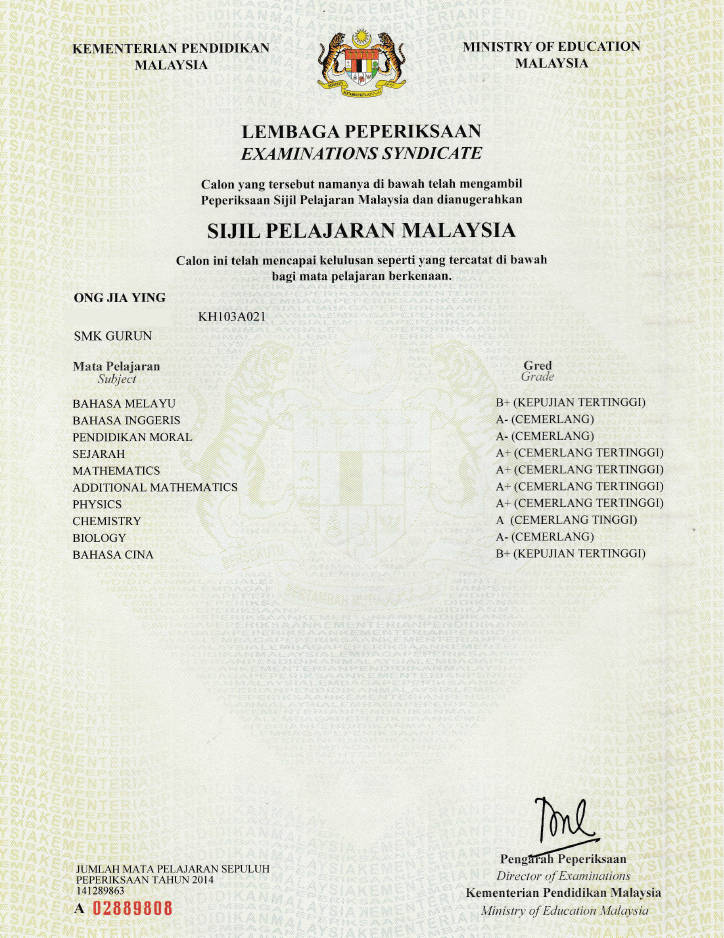 KEMENTERIAN PENDIDIKAN
MALAYSIA
MINISTRY OF EDUCATION
MALAYSIA
LEMBAGA PEPERIKSAAN
EXAMINATIONS SYNDICATE
Calon yang tersebut namanya di bawah telah mengambil
Peperiksaan Sijil Pelajaran Malaysia dan dianugerahkan
SIJIL PELAJARAN MALAYSIA
Calon ini telah mencapai kelulusan seperti yang tercatat di bawah
bagi mata pelajaran berkenaan.
ONG JIA YING
KH103A021
SMK GURUN
Mata Pelajaran Gred
Subject Grade
BAHASA MELAYU B+ (KEPUJIAN TERTINGGI)
BAHASA INGGERIS A- (CEMERLANG)
PENDIDIKAN MORAL A- (CEMERLANG)
SEJARAH A+ (CEMERLANG TERTINGGI)
MATHEMATICS A+ (CEMERLANG TERTINGGI)
ADDITIONAL MATHEMATICS A+ (CEMERLANG TERTINGGI)
PHYSICS A+ (CEMERLANG TERTINGGI)
CHEMISTRY A (CEMERLANG TINGGI)
BIOLOGY A- (CEMERLANG)
BAHASA CINA B+ (KEPUJIAN TERTINGGI)
Pengarah Peperiksaan
Director of Examinations
Kementerian Pendidikan Malaysia
Ministry of Education Malaysia
JUMLAH MATA PELAJARAN SEPULUH
PEPERIKSAAN TAHUN 2014
141289863
A 02889808